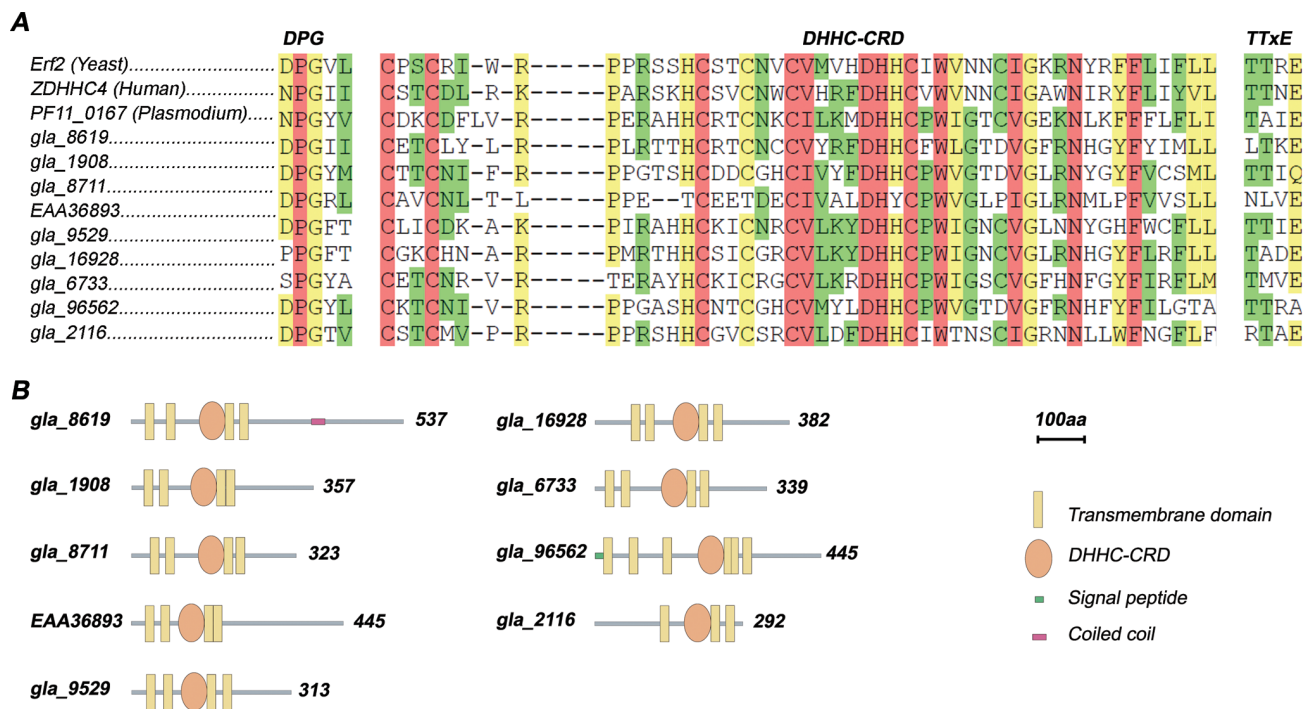 A
DPG DHHC-CRD TTxE
Erf2 (Yeast)
ZDHHC4 (Human)
PF11_0167 (Plasmodium)
gla_8619
gla_1908
gla_8711
EAA36893
gla_9529
gla_16928
gla_6733
gla_96562
gla_2116
DPGVL CPSCRI-W-R-----PPRSSHCSTCNVCVMVHDHHCIWVNNCIGKRNYRFFLIFLL TTRE
NPGII CSTCDL-R-K-----PARSKHCSVCNWCVHRFDHHCVWVNNCIGAWNIRYFLIYVL TTNE
NPGYV CDKCDFLV-R-----PERAHHCRTCNKCILKMDHHCPWIGTCVGEKNLKFFFLFLI TAIE
DPGII CETCLY-L-R-----PLRTTHCRTCNCCVYRFDHHCFWLGTDVGFRNHGYFYIMLL LTKE
DPGYM CTTCNI-F-R-----PPGTSHCDDCGHCIVYFDHHCPWVGTDVGLRNYGYFVCSML TTIQ
DPGRL CAVCNL-T-L-----PPE--TCEETDECIVALDHYCPWVGLPIGLRNMLPFVVSLL NLVE
DPGFT CLICDK-A-K-----PIRAHHCKICNRCVLKYDHHCPWIGNCVGLNNYGHFWCFLL TTIE
PPGFT CGKCHN-A-R-----PMRTHHCSICGRCVLKYDHHCPWIGNCVGLRNHGYFLRFLL TADE
SPGYA CETCNR-V-R-----TERAYHCKICRGCVLKRDHHCPWIGSCVGFHNFGYFIRFLM TMVE
DPGYL CKTCNI-V-R-----PPGASHCNTCGHCVMYLDHHCPWVGTDVGFRNHFYFILGTA TTRA
DPGTV CSTCMV-P-R-----PPRSHHCGVCSRCVLDFDHHCIWTNSCIGRNNLLWFNGFLF RTAE
B
gla_8619 537
gla_1908 357
gla_8711 323
EAA36893 445
gla_9529 313
gla_16928 382
gla_6733 339
gla_96562 445
gla_2116 292
100aa
Transmembrane domain
DHHC-CRD
Signal peptide
Coiled coil